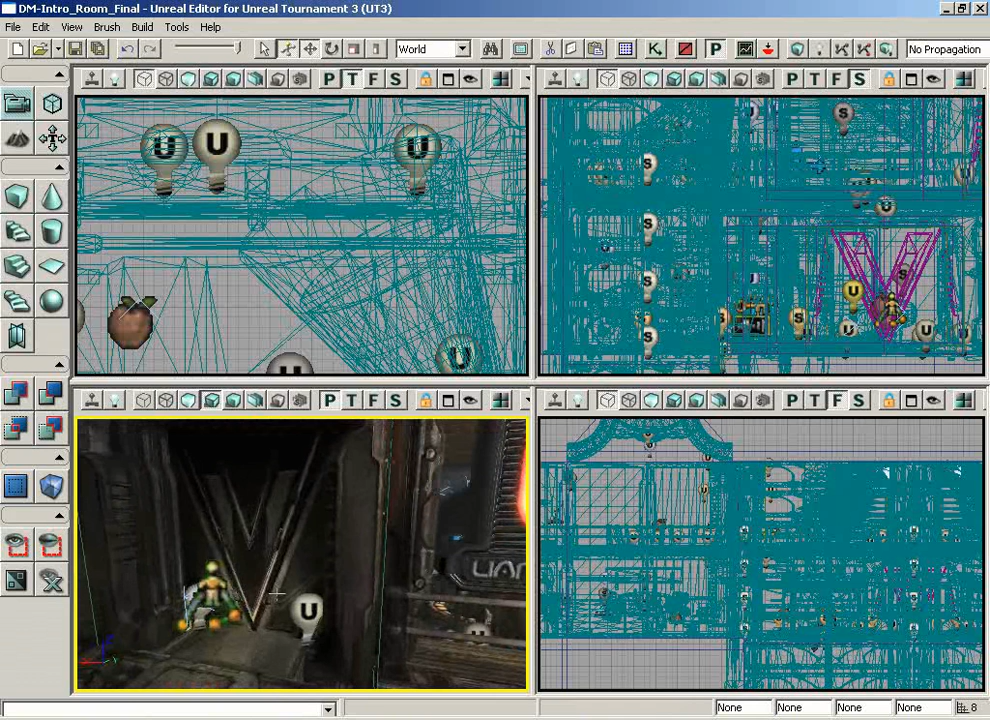 DM-Intro_Room_Final - Unreal Editor for Unreal Tournament 3 (UT3)
File Edit View Brush Build Tools Help
World P No Propagation
P T F S
P T F S
U U U
S S S S S S U U U U
P T F S
P T F S
U
None None None None 8